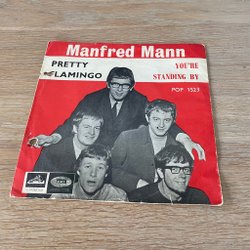 Manfred Mann
PRETTY
FLAMINGO
YOU'RE
STANDING BY
POP 1523